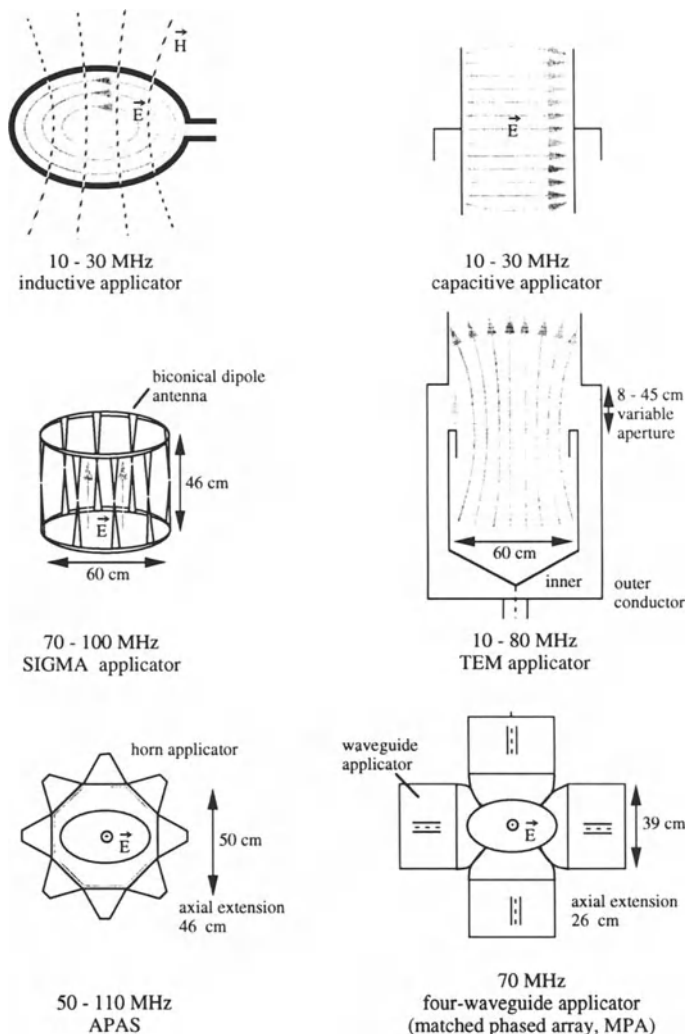 H
E
10 - 30 MHz
inductive applicator
E
10 - 30 MHz
capacitive applicator
biconical dipole
antenna
46 cm
E
60 cm
70 - 100 MHz
SIGMA applicator
8 - 45 cm
variable
aperture
60 cm
inner
outer
conductor
10 - 80 MHz
TEM applicator
horn applicator
E
50 cm
axial extension
46 cm
50 - 110 MHz
APAS
waveguide
applicator
E
39 cm
axial extension
26 cm
70 MHz
four-waveguide applicator
(matched phased array, MPA)